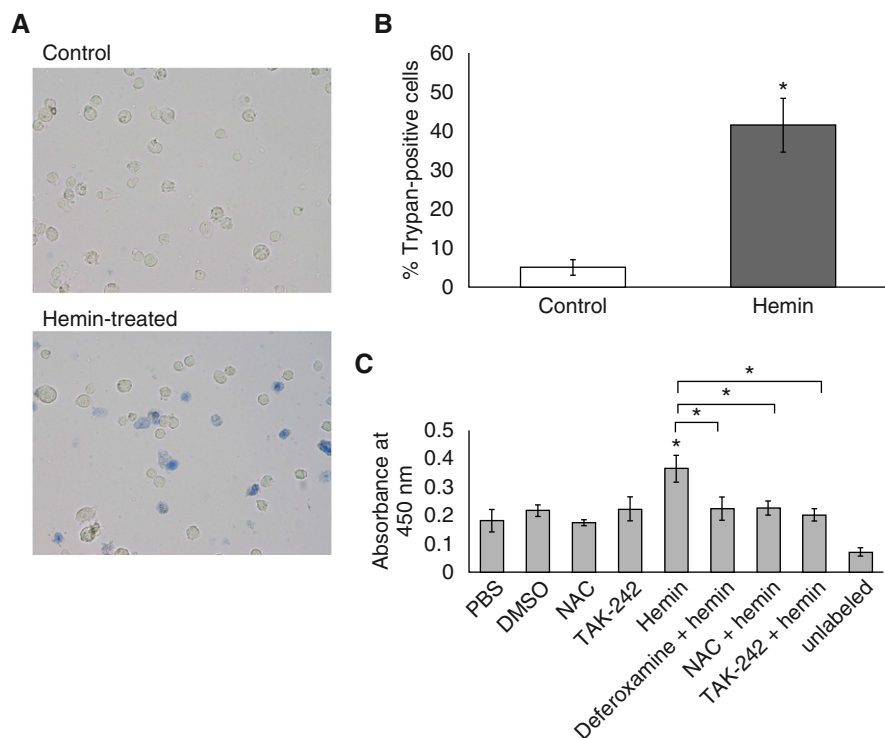 A
Control
Hemin-treated
B
% Trypan-positive cells
60
50
40
30
20
10
0
*
Control
Hemin
C
Absorbance at
450 nm
0.5
0.4
0.3
0.2
0.1
0
*
*
*
*
PBS
DMSO
NAC
TAK-242
Hemin
Deferoxamine + hemin
NAC + hemin
TAK-242 + hemin
unlabeled